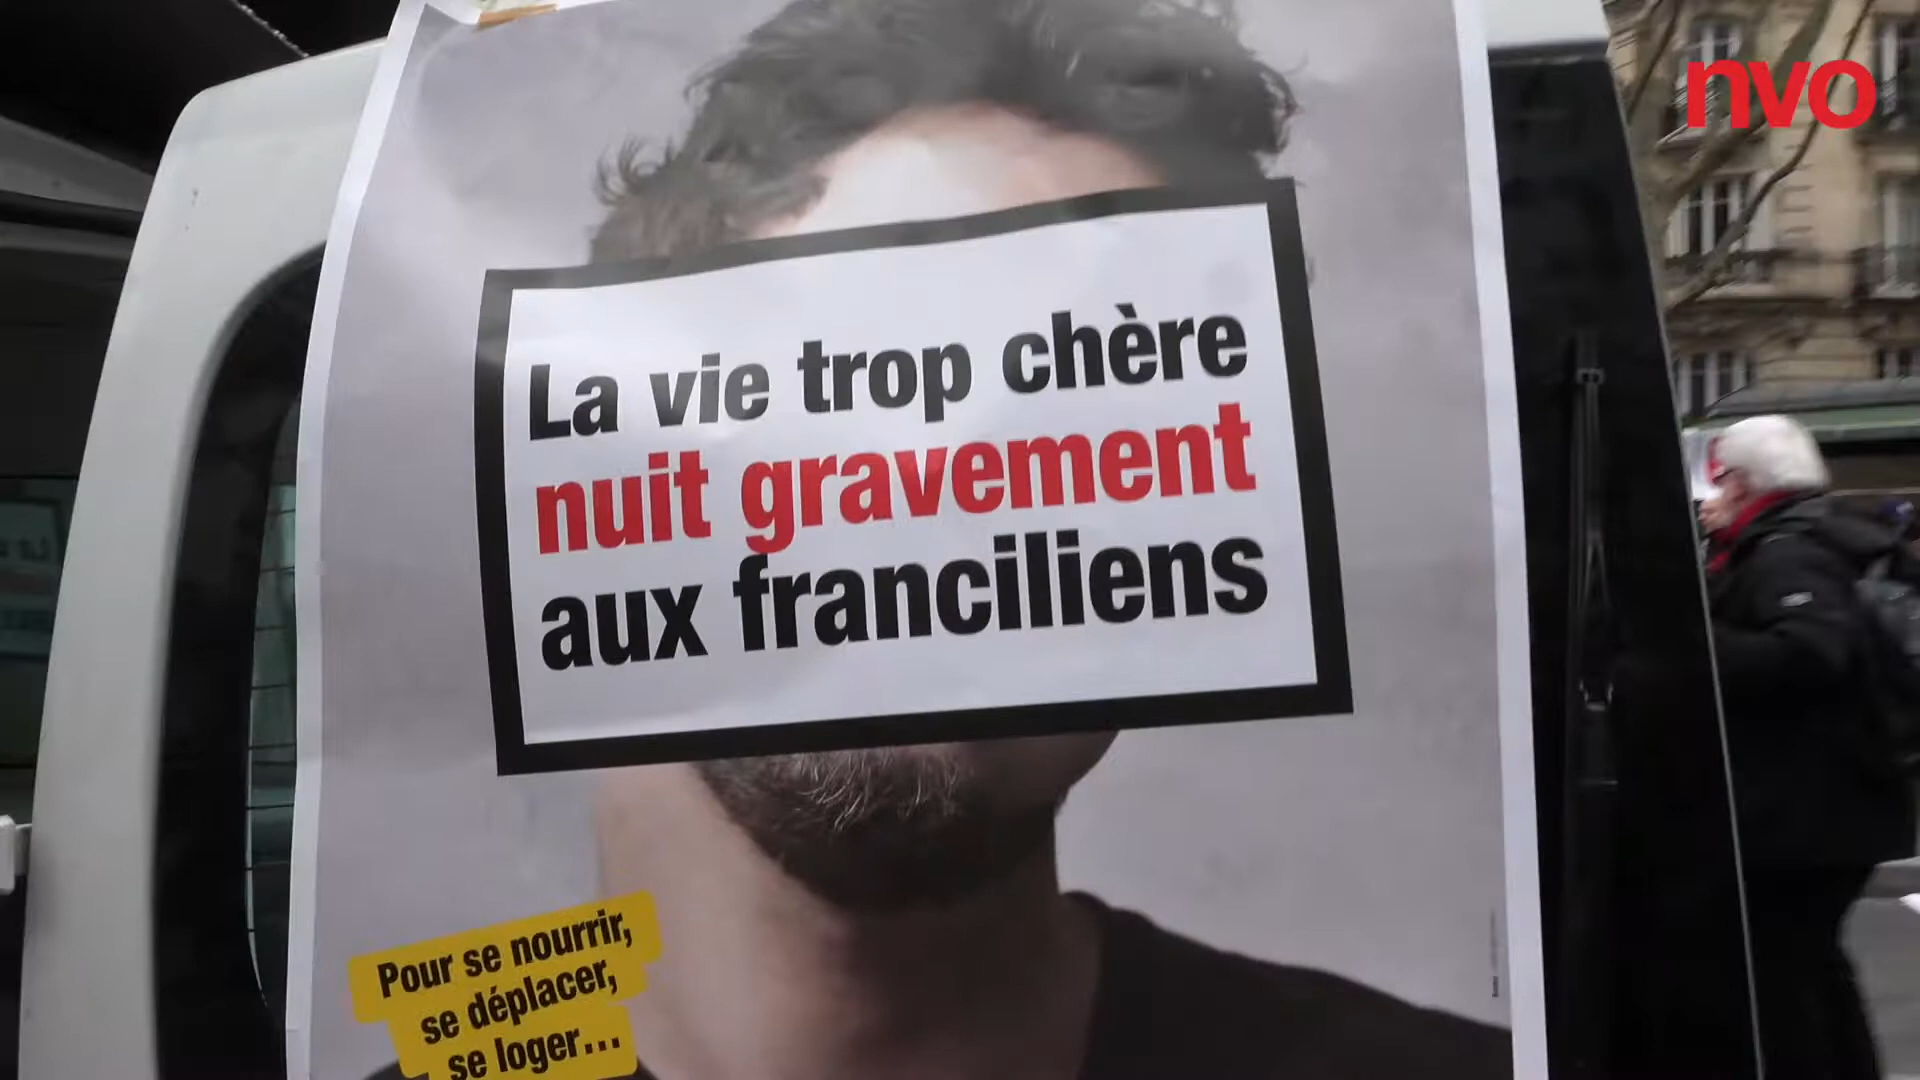 nvo
La vie trop chère
nuit gravement
aux franciliens
Pour se nourrir,
se déplacer,
se loger...